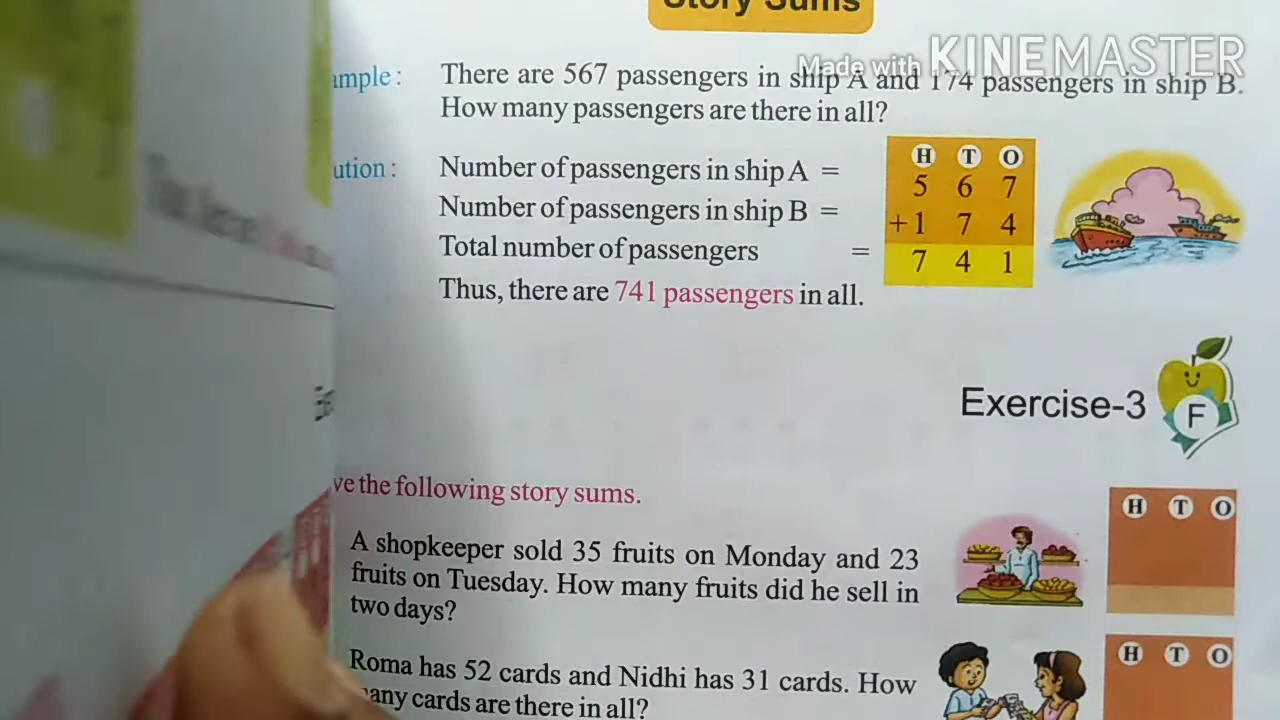 Story Sums
Made with KINEMASTER
ample : There are 567 passengers in ship A and 174 passengers in ship B.
How many passengers are there in all?
ution : Number of passengers in ship A =
Number of passengers in ship B =
Total number of passengers =
Thus, there are 741 passengers in all.
H T O
5 6 7
+1 7 4
7 4 1
Exercise-3 F
ve the following story sums.
A shopkeeper sold 35 fruits on Monday and 23
fruits on Tuesday. How many fruits did he sell in
two days?
H T O
Roma has 52 cards and Nidhi has 31 cards. How
any cards are there in all?
H T O